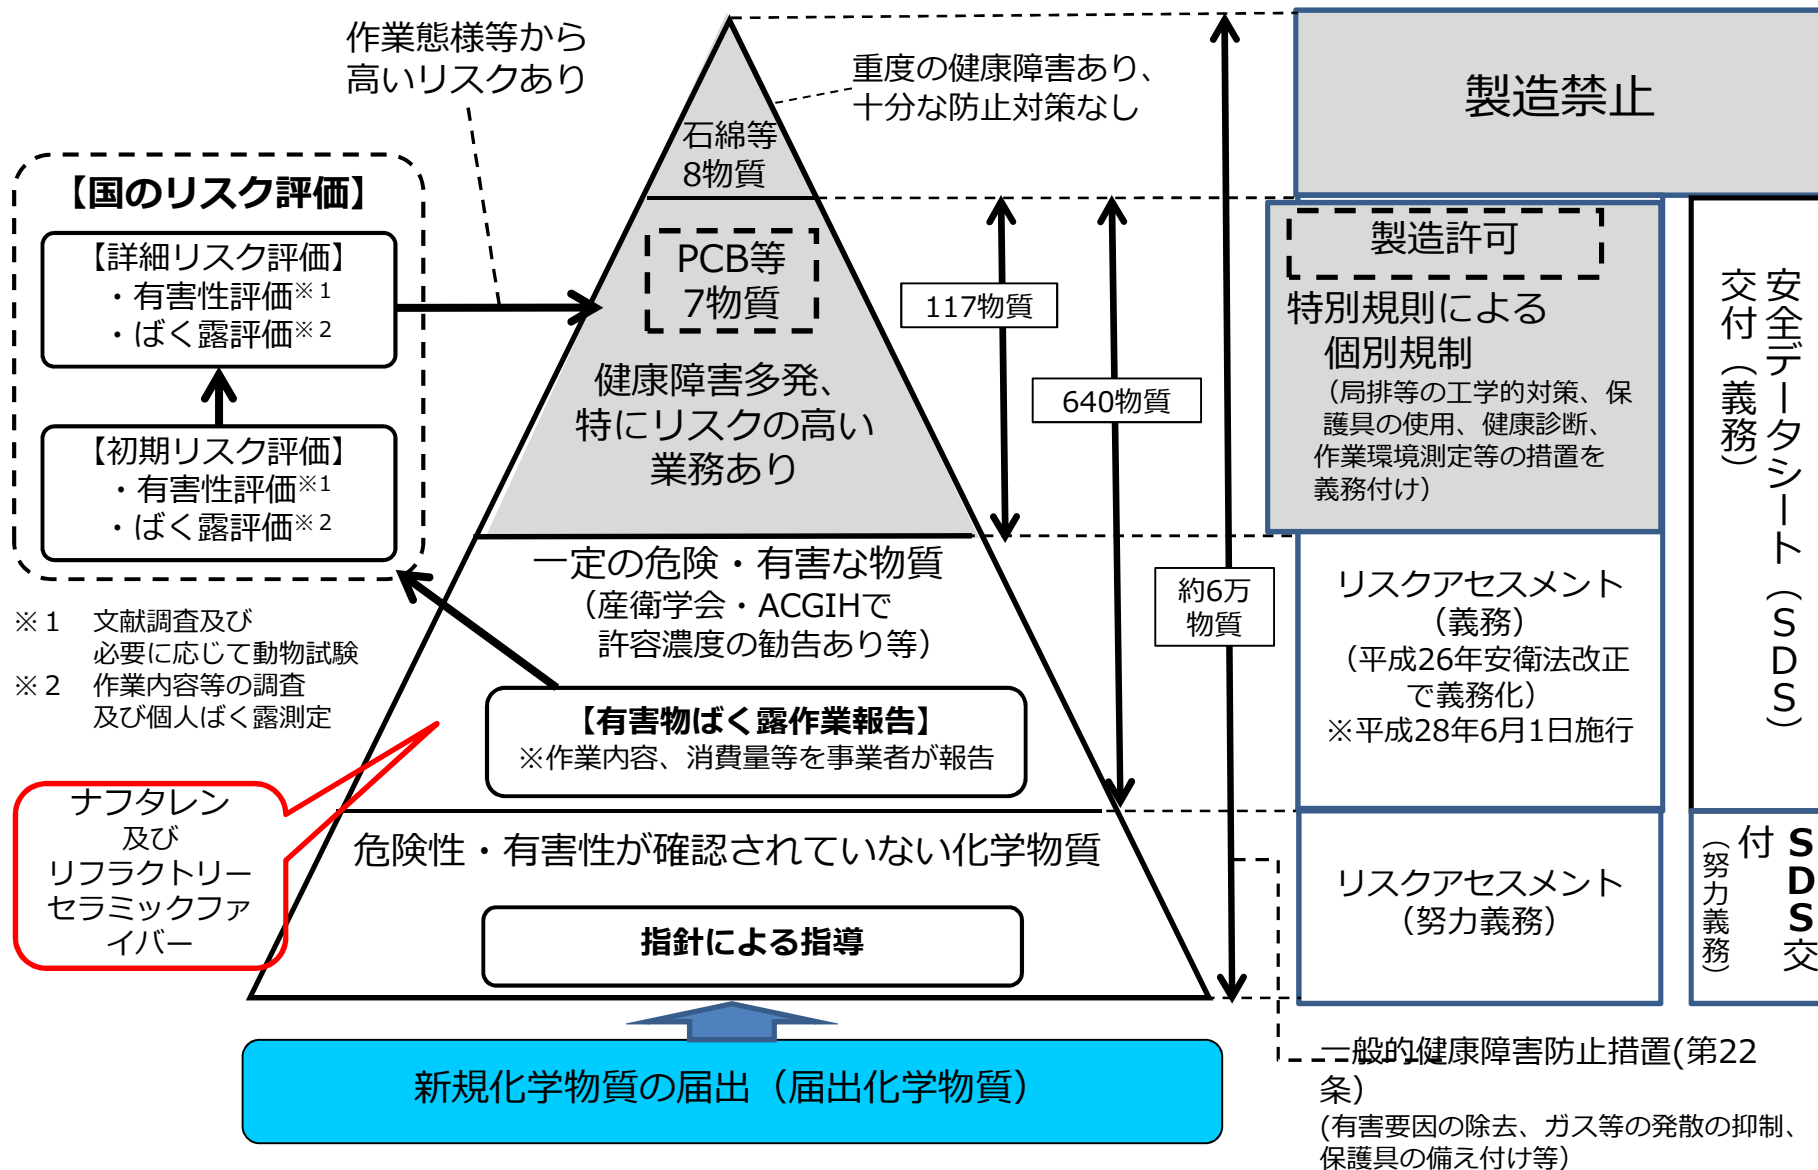 作業態様等から
高いリスクあり
重度の健康障害あり、
十分な防止対策なし
石綿等
8物質
製造禁止
【国のリスク評価】
【詳細リスク評価】
・有害性評価※1
・ばく露評価※2
【初期リスク評価】
・有害性評価※1
・ばく露評価※2
※1 文献調査及び
必要に応じて動物試験
※2 作業内容等の調査
及び個人ばく露測定
PCB等
7物質
健康障害多発、
特にリスクの高い
業務あり
117物質
640物質
約6万
物質
製造許可
特別規則による
個別規制
（局排等の工学的対策、保
護具の使用、健康診断、
作業環境測定等の措置を
義務付け）
安全データシート（SDS）
交付（義務）
一定の危険・有害な物質
（産衛学会・ACGIHで
許容濃度の勧告あり等）
【有害物ばく露作業報告】
※作業内容、消費量等を事業者が報告
リスクアセスメント
（義務）
（平成26年安衛法改正
で義務化）
※平成28年6月1日施行
ナフタレン
及び
リフラクトリー
セラミックファ
イバー
危険性・有害性が確認されていない化学物質
指針による指導
リスクアセスメント
（努力義務）
SDS交
付
（努力義務）
新規化学物質の届出（届出化学物質）
一般的健康障害防止措置(第22
条)
(有害要因の除去、ガス等の発散の抑制、
保護具の備え付け等)